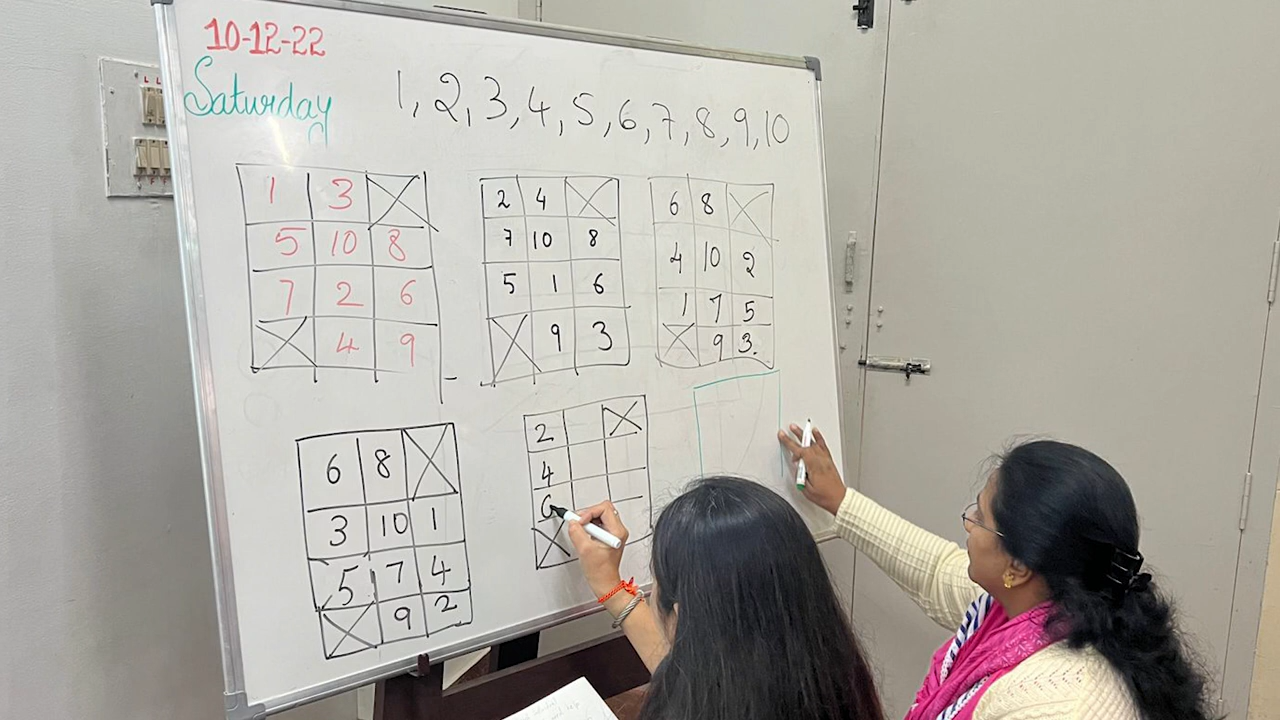 10-12-22
Saturday
1, 2, 3, 4, 5, 6, 7, 8, 9, 10
1 3
5 10 8
7 2 6
4 9
2 4
7 10 8
5 1 6
9 3
6 8
4 10 2
1 7 5
9 3.
6 8
3 10 1
5 7 4
9 2
2
4
6